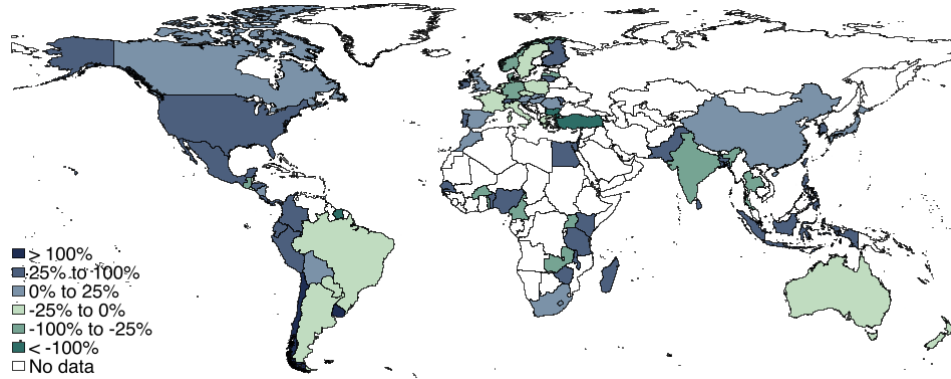 > 100%
25% to 100%
0% to 25%
-25% to 0%
-100% to -25%
< -100%
No data